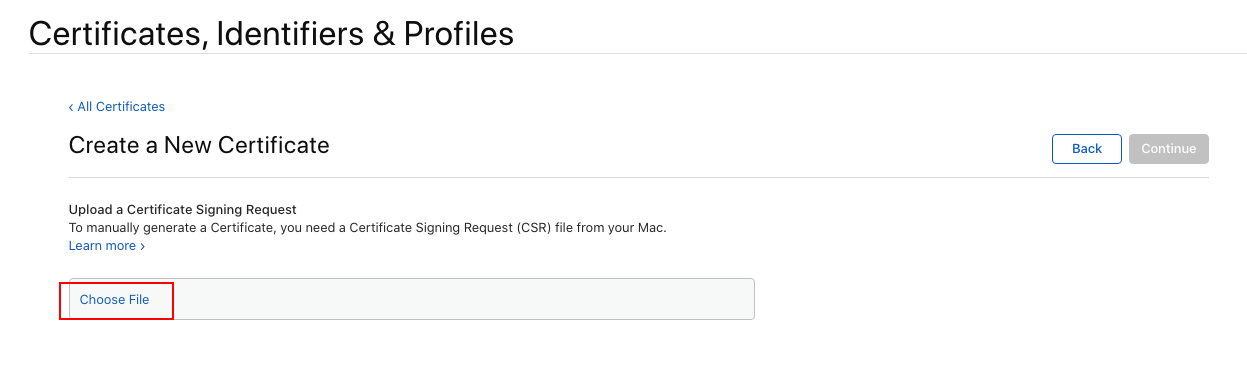 Certificates, Identifiers & Profiles
‹ All Certificates
Create a New Certificate
Back
Continue
Upload a Certificate Signing Request
To manually generate a Certificate, you need a Certificate Signing Request (CSR) file from your Mac.
Learn more ›
Choose File